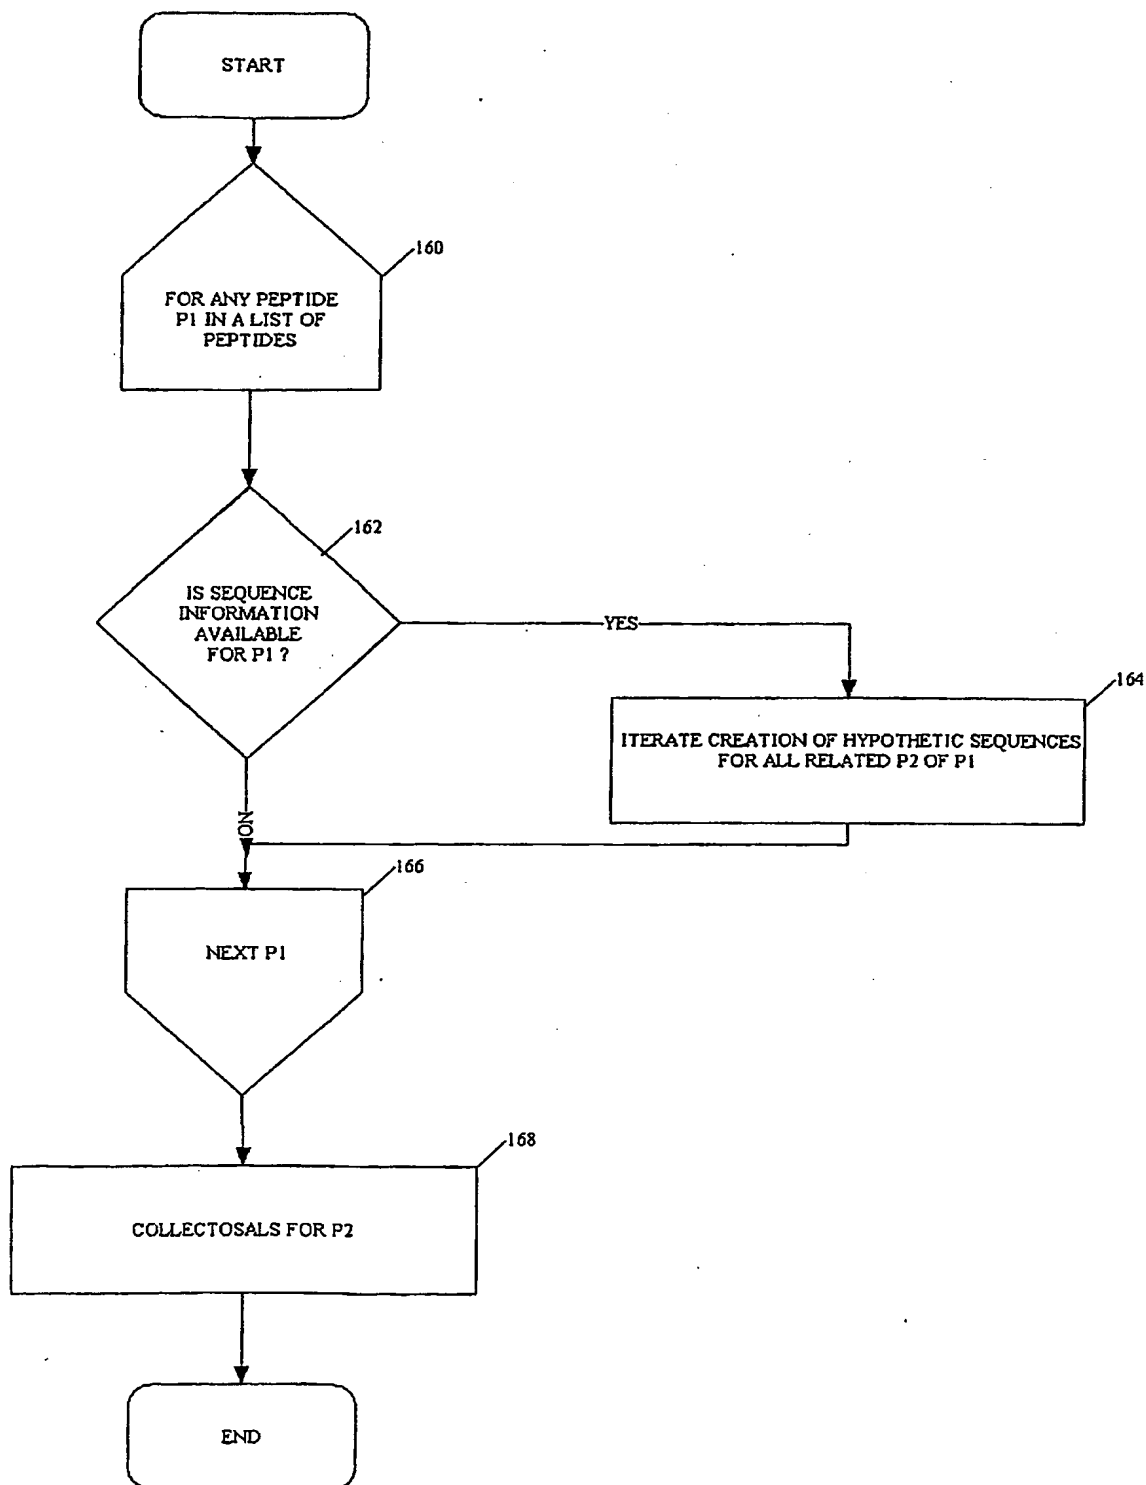 START
160
FOR ANY PEPTIDE
P1 IN A LIST OF
PEPTIDES
162
IS SEQUENCE
INFORMATION
AVAILABLE
FOR P1 ?
YES
164
ITERATE CREATION OF HYPOTHETIC SEQUENCES
FOR ALL RELATED P2 OF P1
NO
166
NEXT P1
168
COLLECTOSALS FOR P2
END